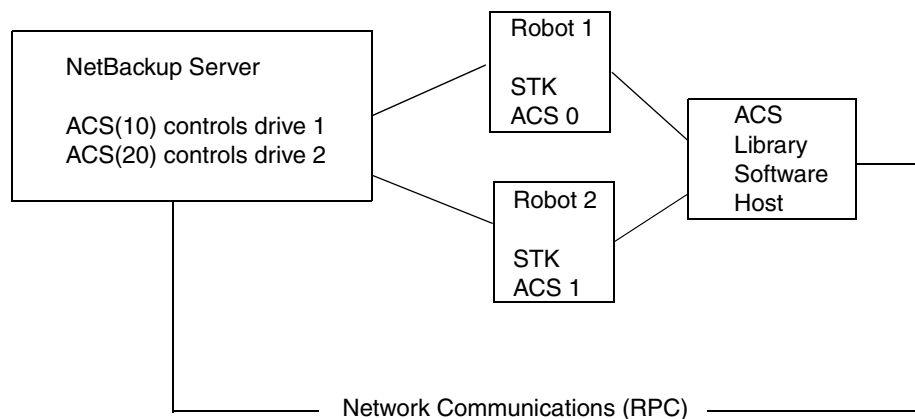 NetBackup Server
ACS(10) controls drive 1
ACS(20) controls drive 2
Robot 1
STK
ACS 0
Robot 2
STK
ACS 1
ACS
Library
Software
Host
Network Communications (RPC)